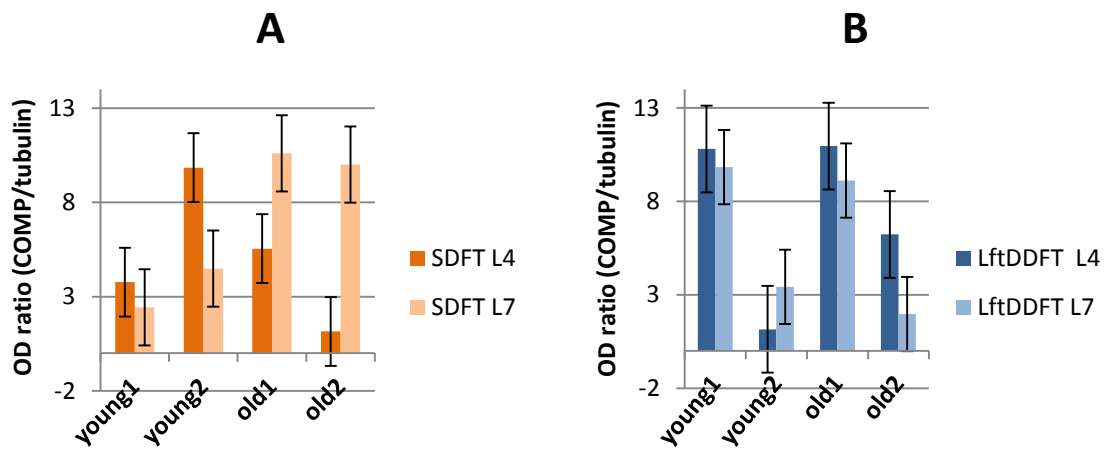 A
OD ratio (COMP/tubulin)
13
8
3
-2
young1
young2
old1
old2
SDFT L4
SDFT L7
B
OD ratio (COMP/tubulin)
13
8
3
-2
young1
young2
old1
old2
LftDDFT L4
LftDDFT L7